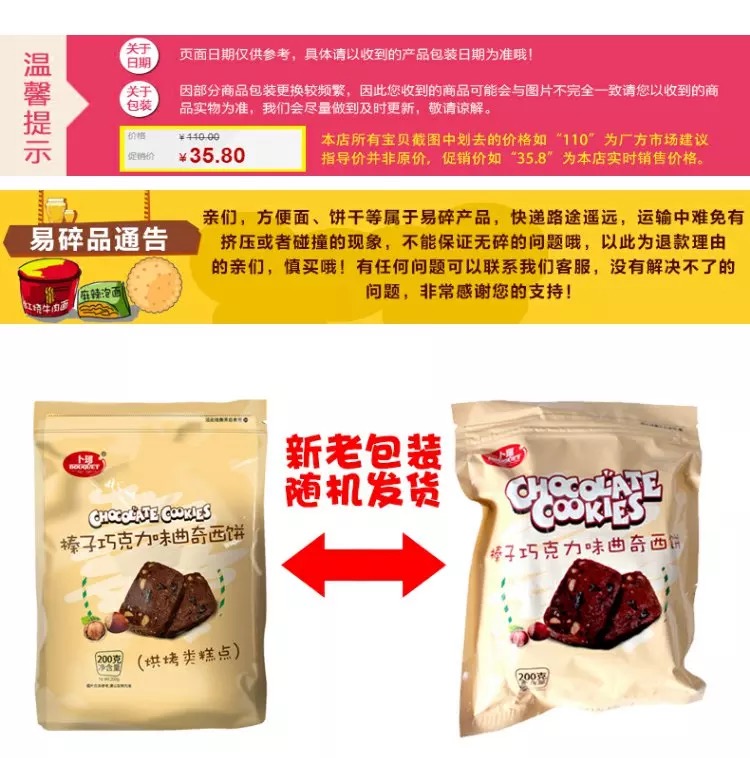 温馨提示
关于
日期
页面日期仅供参考，具体请以收到的产品包装日期为准哦！
关于
包装
因部分商品包装更换较频繁，因此您收到的商品可能会与图片不完全一致请您以收到的商
品实物为准，我们会尽量做到及时更新，敬请谅解。
价格 ¥ 110.00
促销价 ¥ 35.80
本店所有宝贝截图中划去的价格如“110”为厂方市场建议
指导价并非原价，促销价如“35.8”为本店实时销售价格。
易碎品通告
红烧牛肉面
麻辣泡面
亲们，方便面、饼干等属于易碎产品，快递路途遥远，运输中难免有
挤压或者碰撞的现象，不能保证无碎的问题哦，以此为退款理由
的亲们，慎买哦！有任何问题可以联系我们客服，没有解决不了的
问题，非常感谢您的支持！
卜珂
BOUQUET
CHOCOLATE COOKIES
榛子巧克力味曲奇西饼
200克
净含量
（烘烤类糕点）
新老包装
随机发货
卜珂
BOUQUET
CHOCOLATE
COOKIES
榛子巧克力味曲奇西饼
200克
净含量